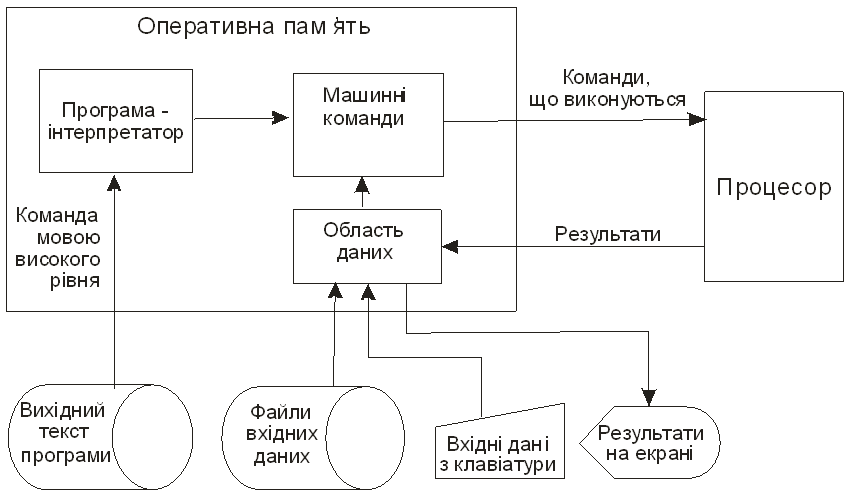 Оперативна пам'ять
Програма -
інтерпретатор
Машинні
команди
Команди,
що виконуються
Процесор
Команда
мовою
високого
рівня
Область
даних
Результати
Вихідний
текст
програми
Файли
вхідних
даних
Вхідні дані
з клавіатури
Результати
на екрані